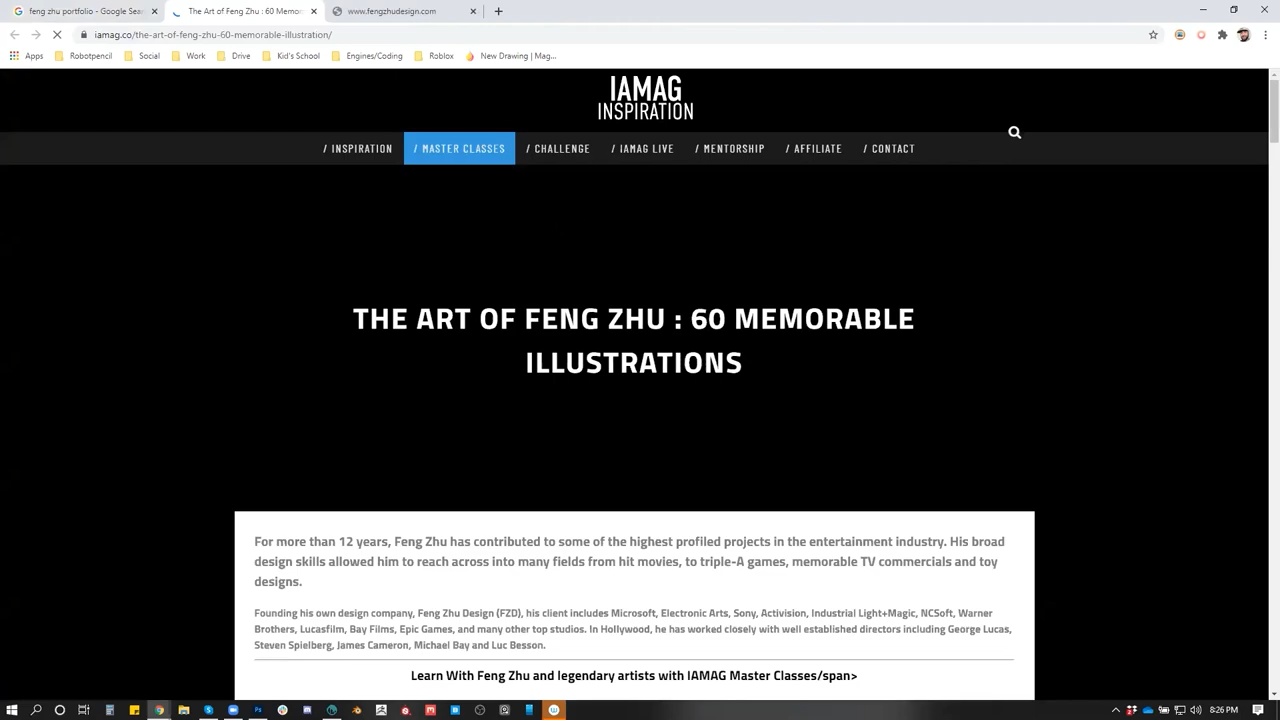 feng zhu portfolio - Google Sear
The Art of Feng Zhu : 60 Memor
www.fengzhudesign.com
iamag.co/the-art-of-feng-zhu-60-memorable-illustration/
Apps
Robotpencil
Social
Work
Drive
Kid's School
Engines/Coding
Roblox
New Drawing | Mag...
IAMAG
INSPIRATION
/ INSPIRATION
/ MASTER CLASSES
/ CHALLENGE
/ IAMAG LIVE
/ MENTORSHIP
/ AFFILIATE
/ CONTACT
THE ART OF FENG ZHU : 60 MEMORABLE
ILLUSTRATIONS
For more than 12 years, Feng Zhu has contributed to some of the highest profiled projects in the entertainment industry. His broad
design skills allowed him to reach across into many fields from hit movies, to triple-A games, memorable TV commercials and toy
designs.
Founding his own design company, Feng Zhu Design (FZD), his client includes Microsoft, Electronic Arts, Sony, Activision, Industrial Light+Magic, NCSoft, Warner
Brothers, Lucasfilm, Bay Films, Epic Games, and many other top studios. In Hollywood, he has worked closely with well established directors including George Lucas,
Steven Spielberg, James Cameron, Michael Bay and Luc Besson.
Learn With Feng Zhu and legendary artists with IAMAG Master Classes/span>
8:26 PM